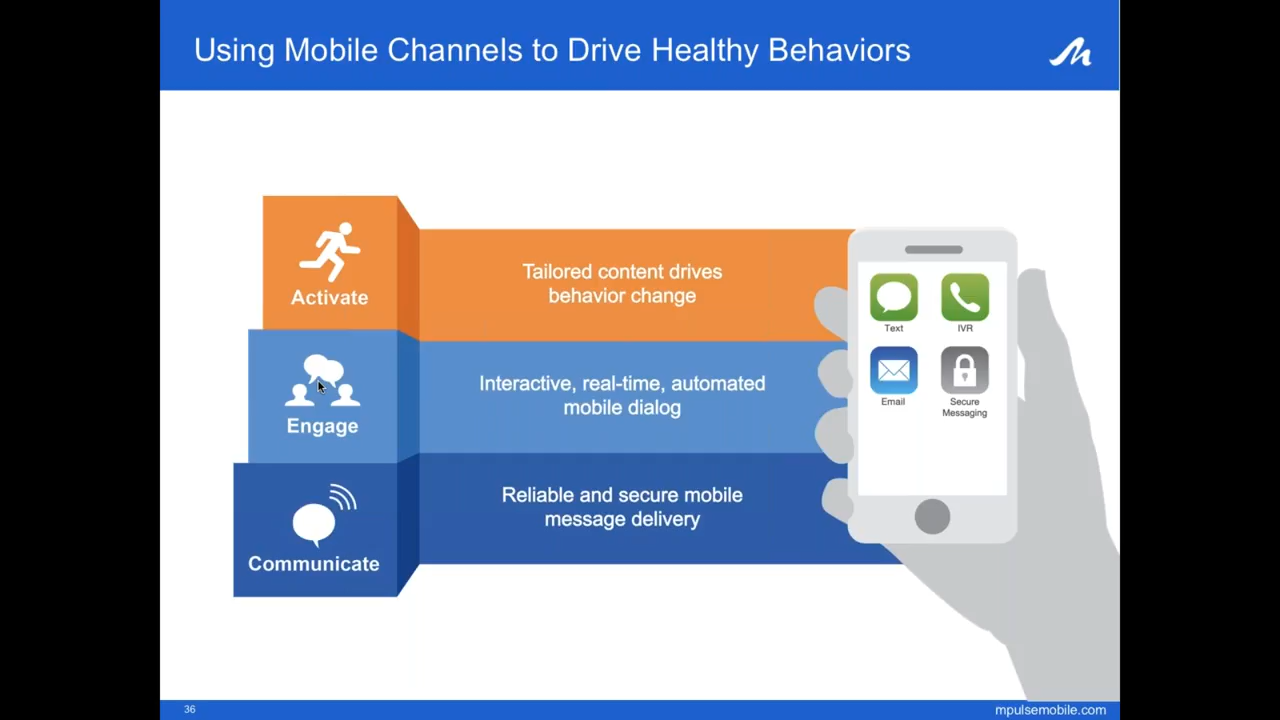 Using Mobile Channels to Drive Healthy Behaviors
Activate
Tailored content drives
behavior change
Engage
Interactive, real-time, automated
mobile dialog
Communicate
Reliable and secure mobile
message delivery
Text
IVR
Email
Secure
Messaging
36
mpulsemobile.com